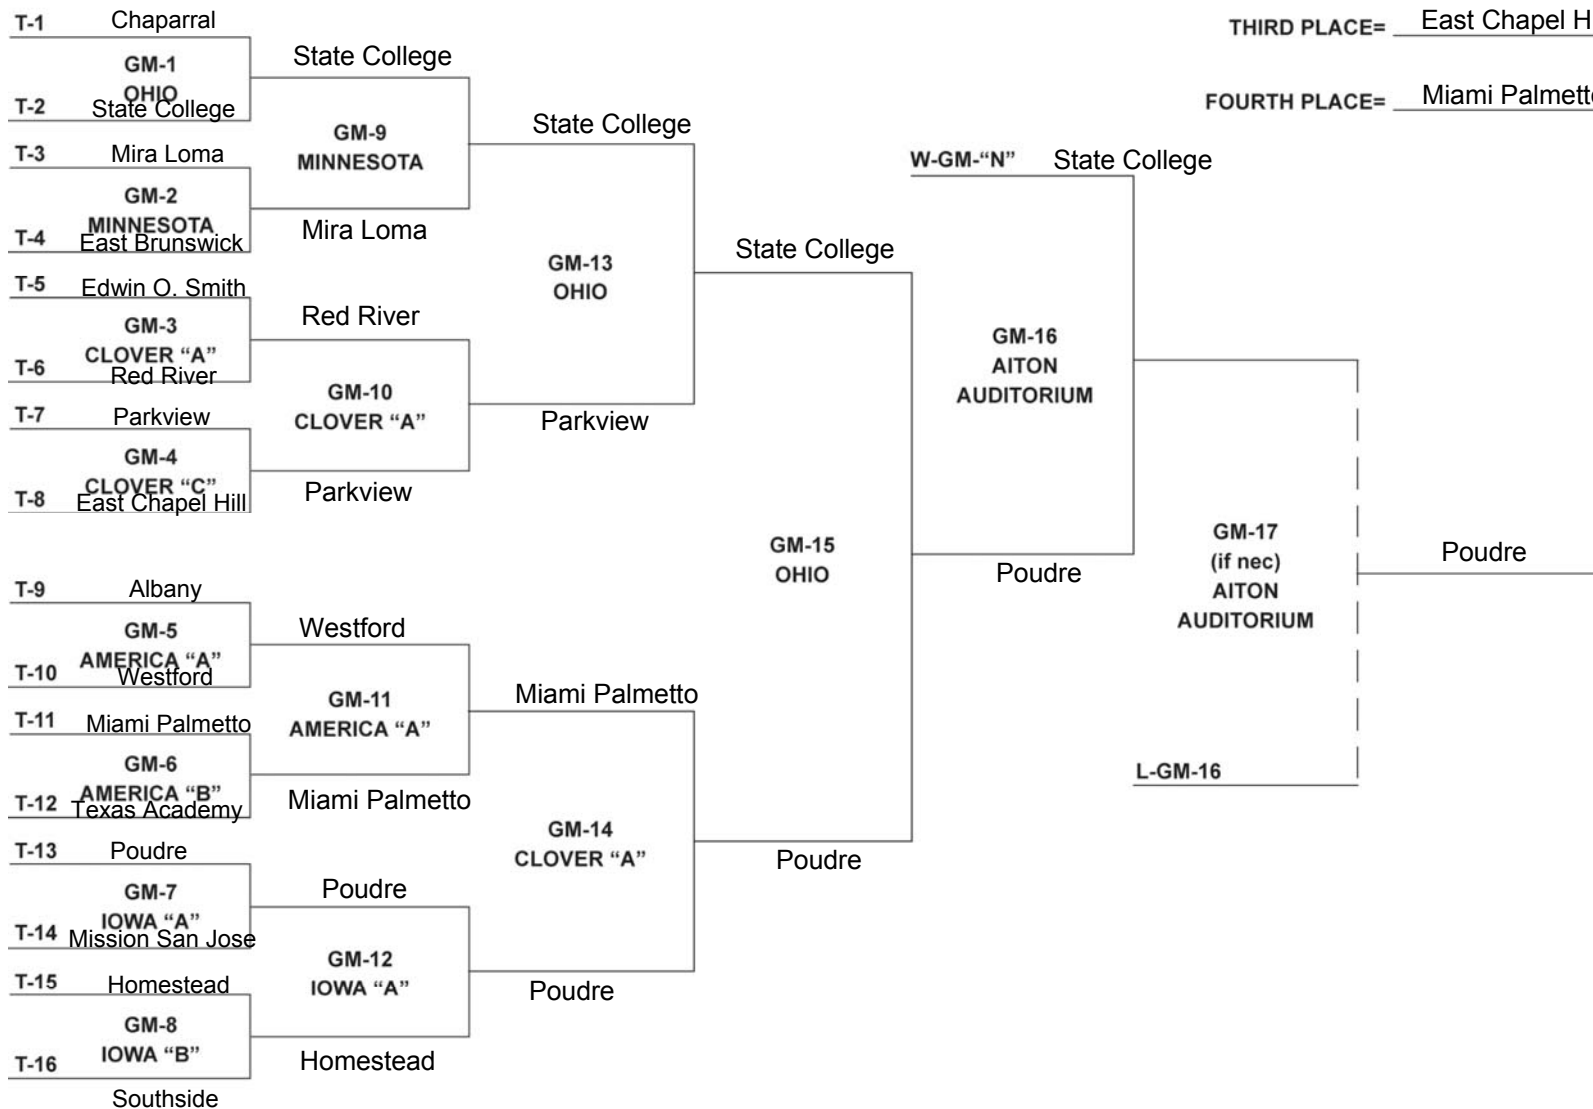 T-1 Chaparral
GM-1
OHIO
T-2 State College
State College
T-3 Mira Loma
GM-2
MINNESOTA
T-4 East Brunswick
Mira Loma
GM-9
MINNESOTA
State College
T-5 Edwin O. Smith
GM-3
CLOVER “A”
T-6 Red River
Red River
T-7 Parkview
GM-4
CLOVER “C”
T-8 East Chapel Hill
Parkview
GM-10
CLOVER “A”
Parkview
GM-13
OHIO
State College
T-9 Albany
GM-5
AMERICA “A”
T-10 Westford
Westford
T-11 Miami Palmetto
GM-6
AMERICA “B”
T-12 Texas Academy
Miami Palmetto
GM-11
AMERICA “A”
Miami Palmetto
T-13 Poudre
GM-7
IOWA “A”
T-14 Mission San Jose
Poudre
T-15 Homestead
GM-8
IOWA “B”
T-16
Southside
Homestead
GM-12
IOWA “A”
Poudre
GM-14
CLOVER “A”
Poudre
GM-15
OHIO
Poudre
W-GM-“N” State College
GM-16
AITON
AUDITORIUM
GM-17
(if nec)
AITON
AUDITORIUM
L-GM-16
Poudre
THIRD PLACE= East Chapel H
FOURTH PLACE= Miami Palmetto